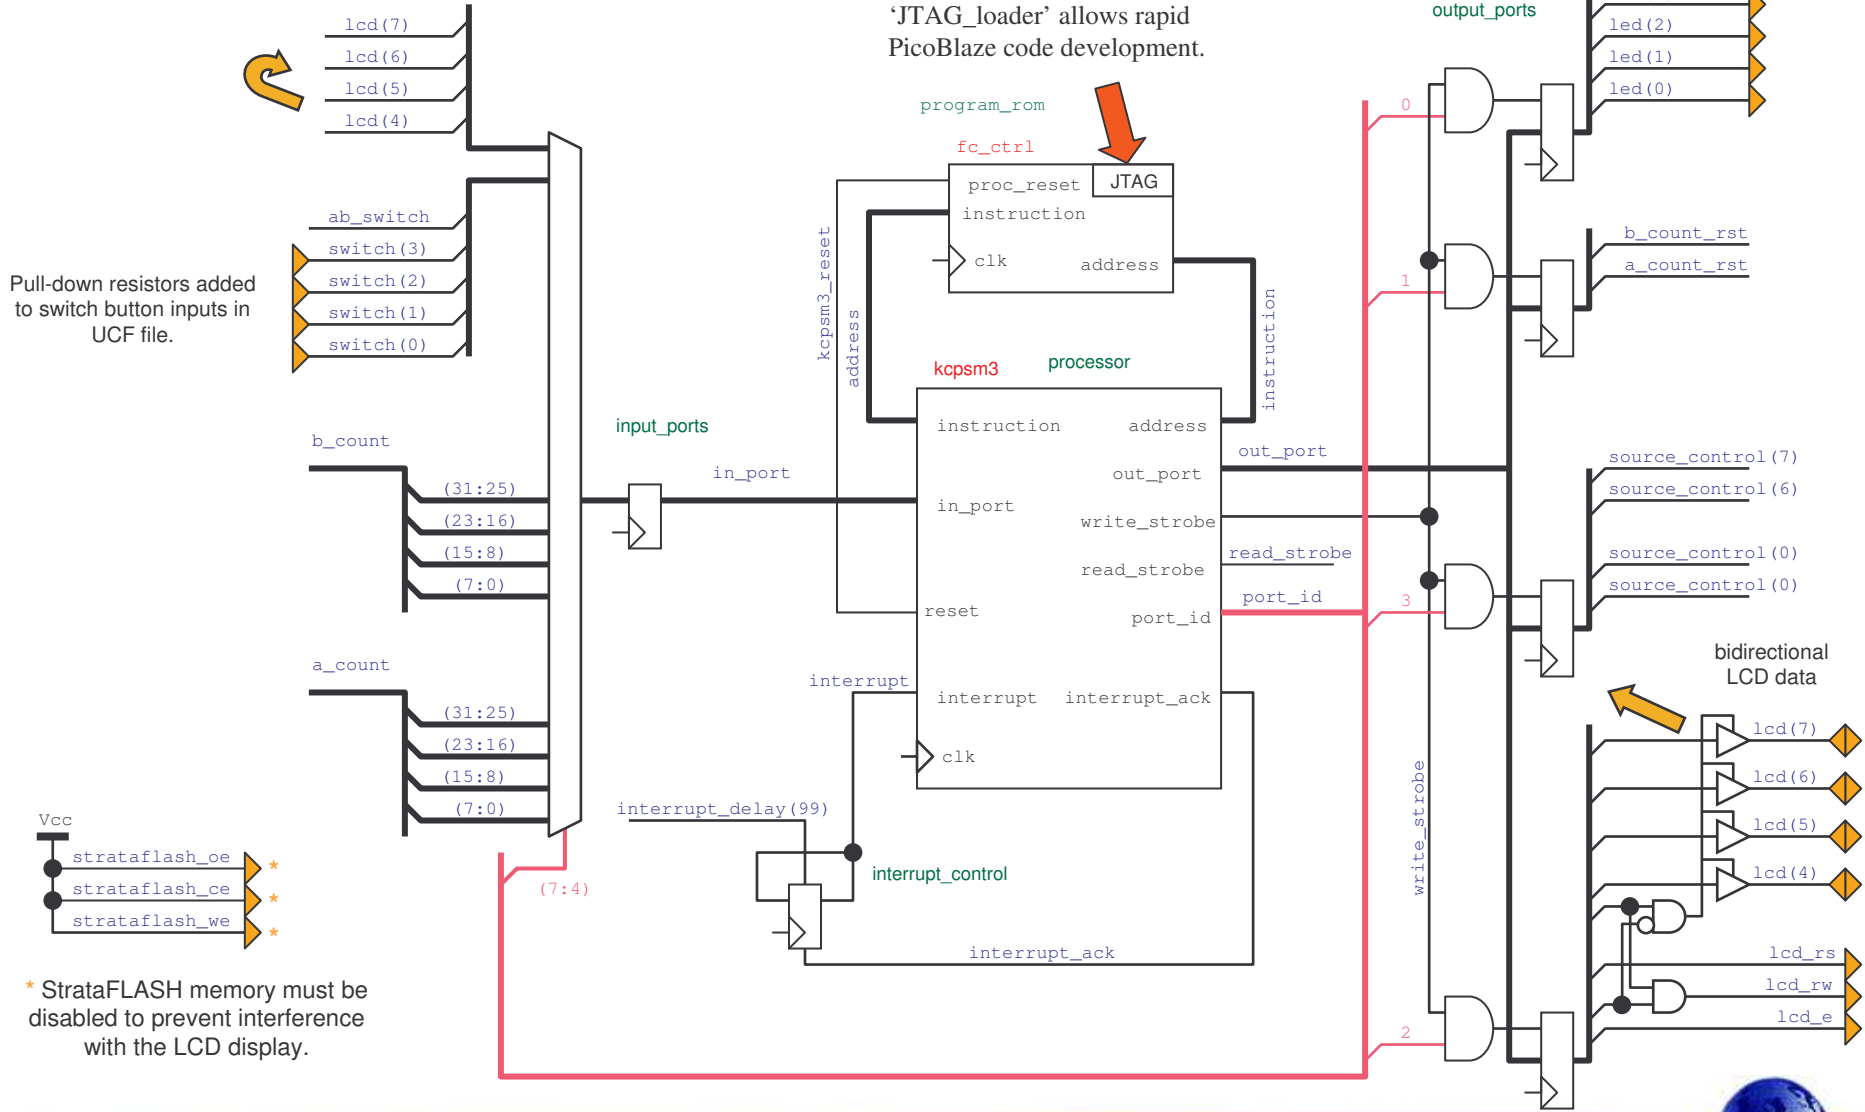 ‘JTAG_loader’ allows rapid
PicoBlaze code development.
output_ports
lcd(7)
lcd(6)
lcd(5)
lcd(4)
led(2)
led(1)
led(0)
program_rom
fc_ctrl
proc_reset
JTAG
instruction
clk
address
0
ab_switch
switch(3)
switch(2)
switch(1)
switch(0)
Pull-down resistors added
to switch button inputs in
UCF file.
kcpsm3_reset
address
instruction
1
b_count_rst
a_count_rst
kcpsm3
processor
instruction
address
out_port
in_port
write_strobe
read_strobe
reset
port_id
interrupt
interrupt_ack
clk
input_ports
in_port
out_port
read_strobe
port_id
b_count
(31:25)
(23:16)
(15:8)
(7:0)
a_count
(31:25)
(23:16)
(15:8)
(7:0)
(7:4)
3
source_control(7)
source_control(6)
source_control(0)
source_control(0)
bidirectional
LCD data
interrupt
interrupt_delay(99)
interrupt_control
interrupt_ack
write_strobe
lcd(7)
lcd(6)
lcd(5)
lcd(4)
lcd_rs
lcd_rw
lcd_e
2
Vcc
strataflash_oe *
strataflash_ce *
strataflash_we *
* StrataFLASH memory must be
disabled to prevent interference
with the LCD display.